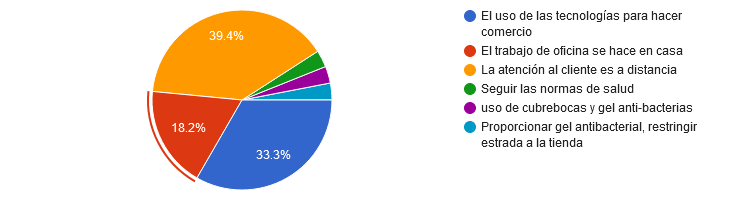 39.4%
18.2%
33.3%
El uso de las tecnologías para hacer
comercio
El trabajo de oficina se hace en casa
La atención al cliente es a distancia
Seguir las normas de salud
uso de cubrebocas y gel anti-bacterias
Proporcionar gel antibacterial, restringir
estrada a la tienda